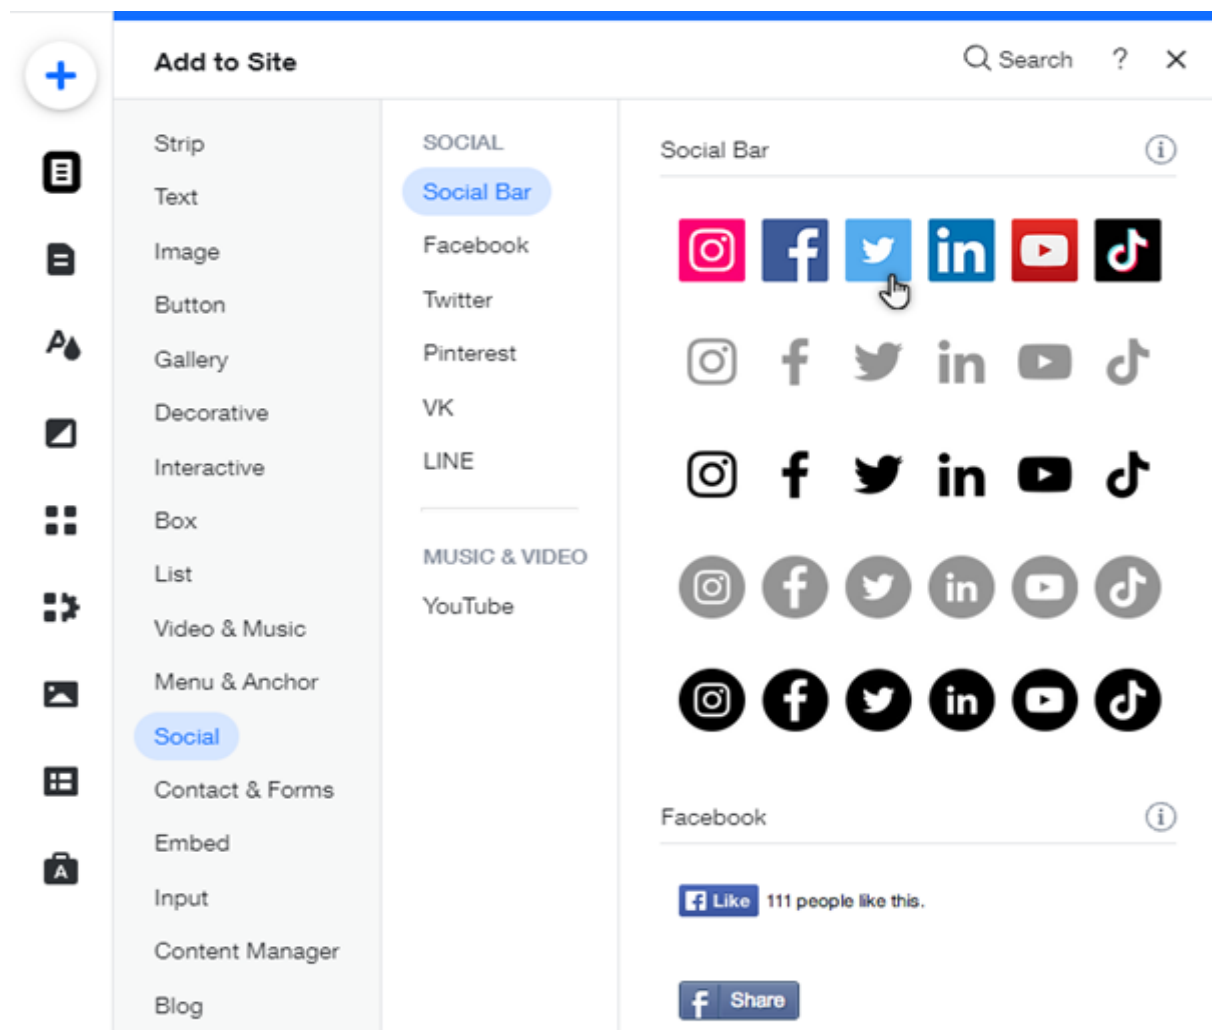 Add to Site
Search
?
Strip
Text
Image
Button
Gallery
Decorative
Interactive
Box
List
Video & Music
Menu & Anchor
Social
Contact & Forms
Embed
Input
Content Manager
Blog
SOCIAL
Social Bar
Facebook
Twitter
Pinterest
VK
LINE
MUSIC & VIDEO
YouTube
Social Bar
Facebook
Like 111 people like this.
Share